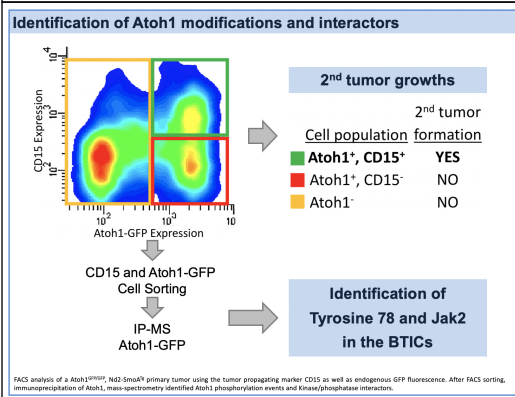 Identification of Atoh1 modifications and interactors
10⁴
10³
10²
CD15 Expression
10²
10³
10
Atoh1-GFP Expression
2nd tumor growths
2nd tumor
Cell population formation
Atoh1⁺, CD15⁺ YES
Atoh1⁺, CD15⁻ NO
Atoh1⁻ NO
CD15 and Atoh1-GFP
Cell Sorting
IP-MS
Atoh1-GFP
Identification of
Tyrosine 78 and Jak2
in the BTICs
FACS analysis of a Atoh1ᴳᶠᴾ/ᴳᶠᴾ, Nd2-SmoA¹ᵗᵍ primary tumor using the tumor propagating marker CD15 as well as endogenous GFP fluorescence. After FACS sorting,
immunoprecipitation of Atoh1, mass-spectrometry identified Atoh1 phosphorylation events and Kinase/phosphatase interactors.